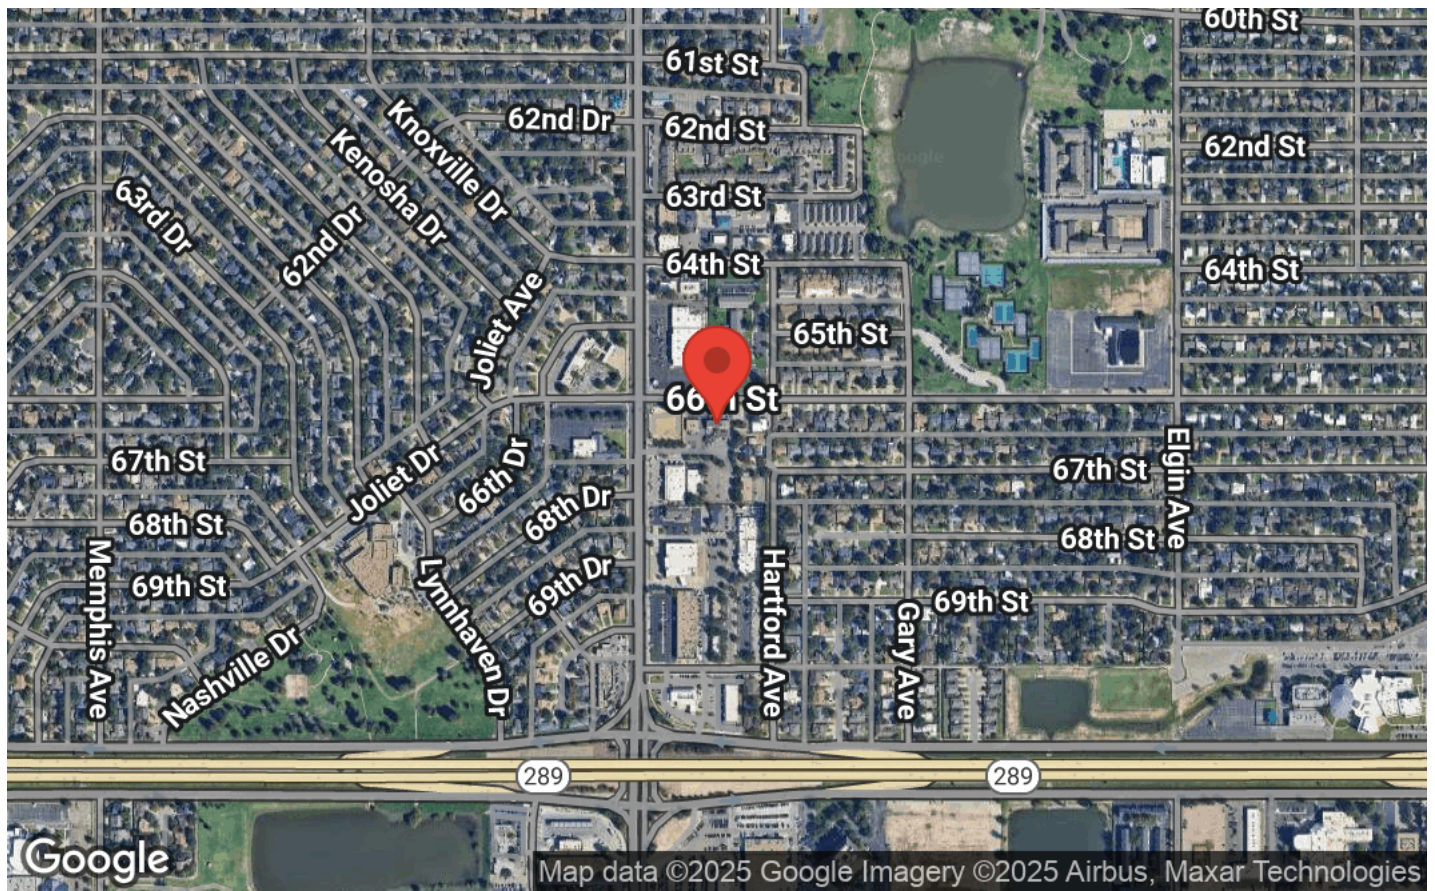 60th St
61st St
62nd Dr
62nd St
62nd St
Knoxville Dr
Kenosha Dr
63rd Dr
62nd Dr
63rd St
64th St
64th St
Joliet Ave
65th St
66th St
67th St
Joliet Dr
66th Dr
67th St
Elgin Ave
68th St
68th Dr
68th St
Memphis Ave
69th St
Lynnhaven Dr
69th Dr
Hartford Ave
Gary Ave
69th St
Nashville Dr
289
289
Google
Google
Map data ©2025 Google Imagery ©2025 Airbus, Maxar Technologies